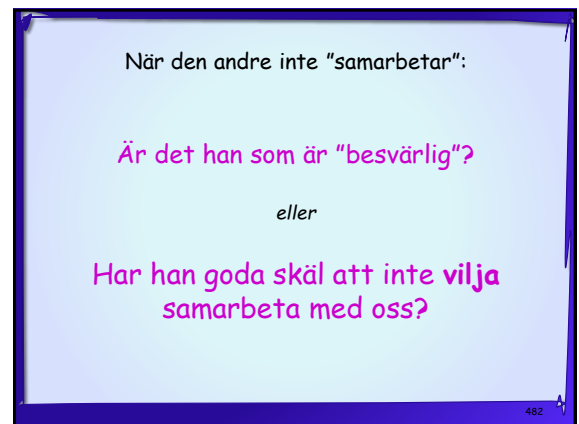 När den andre inte ”samarbetar”:
Är det han som är ”besvärlig”?
eller
Har han goda skäl att inte vilja
samarbeta med oss?
482